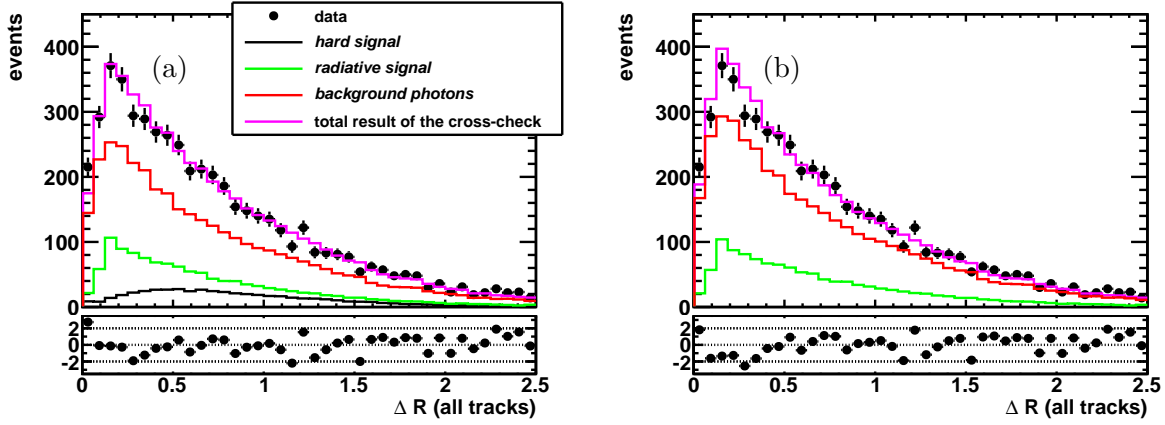 events
400
300
200
100
0
(a)
data
hard signal
radiative signal
background photons
total result of the cross-check
2
0
-2
0 0.5 1 1.5 2 2.5
Δ R (all tracks)
events
400
300
200
100
0
(b)
2
0
-2
0 0.5 1 1.5 2 2.5
Δ R (all tracks)